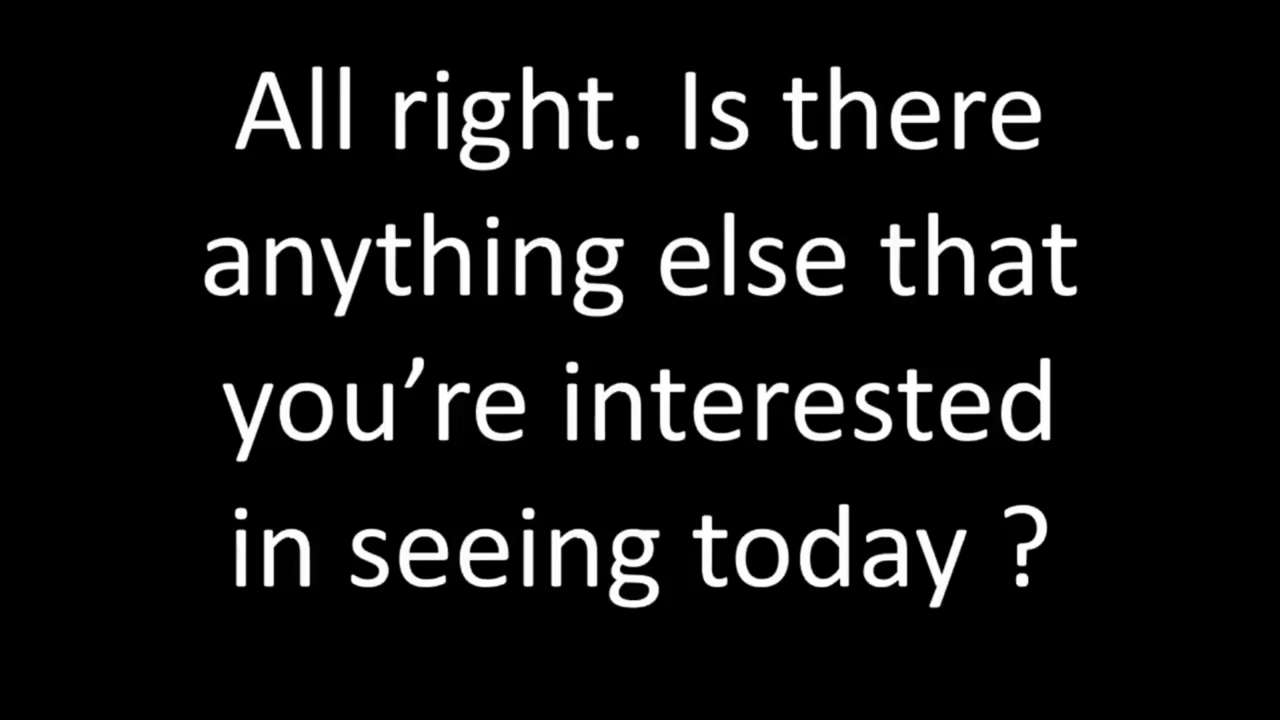 All right. Is there
anything else that
you’re interested
in seeing today ?